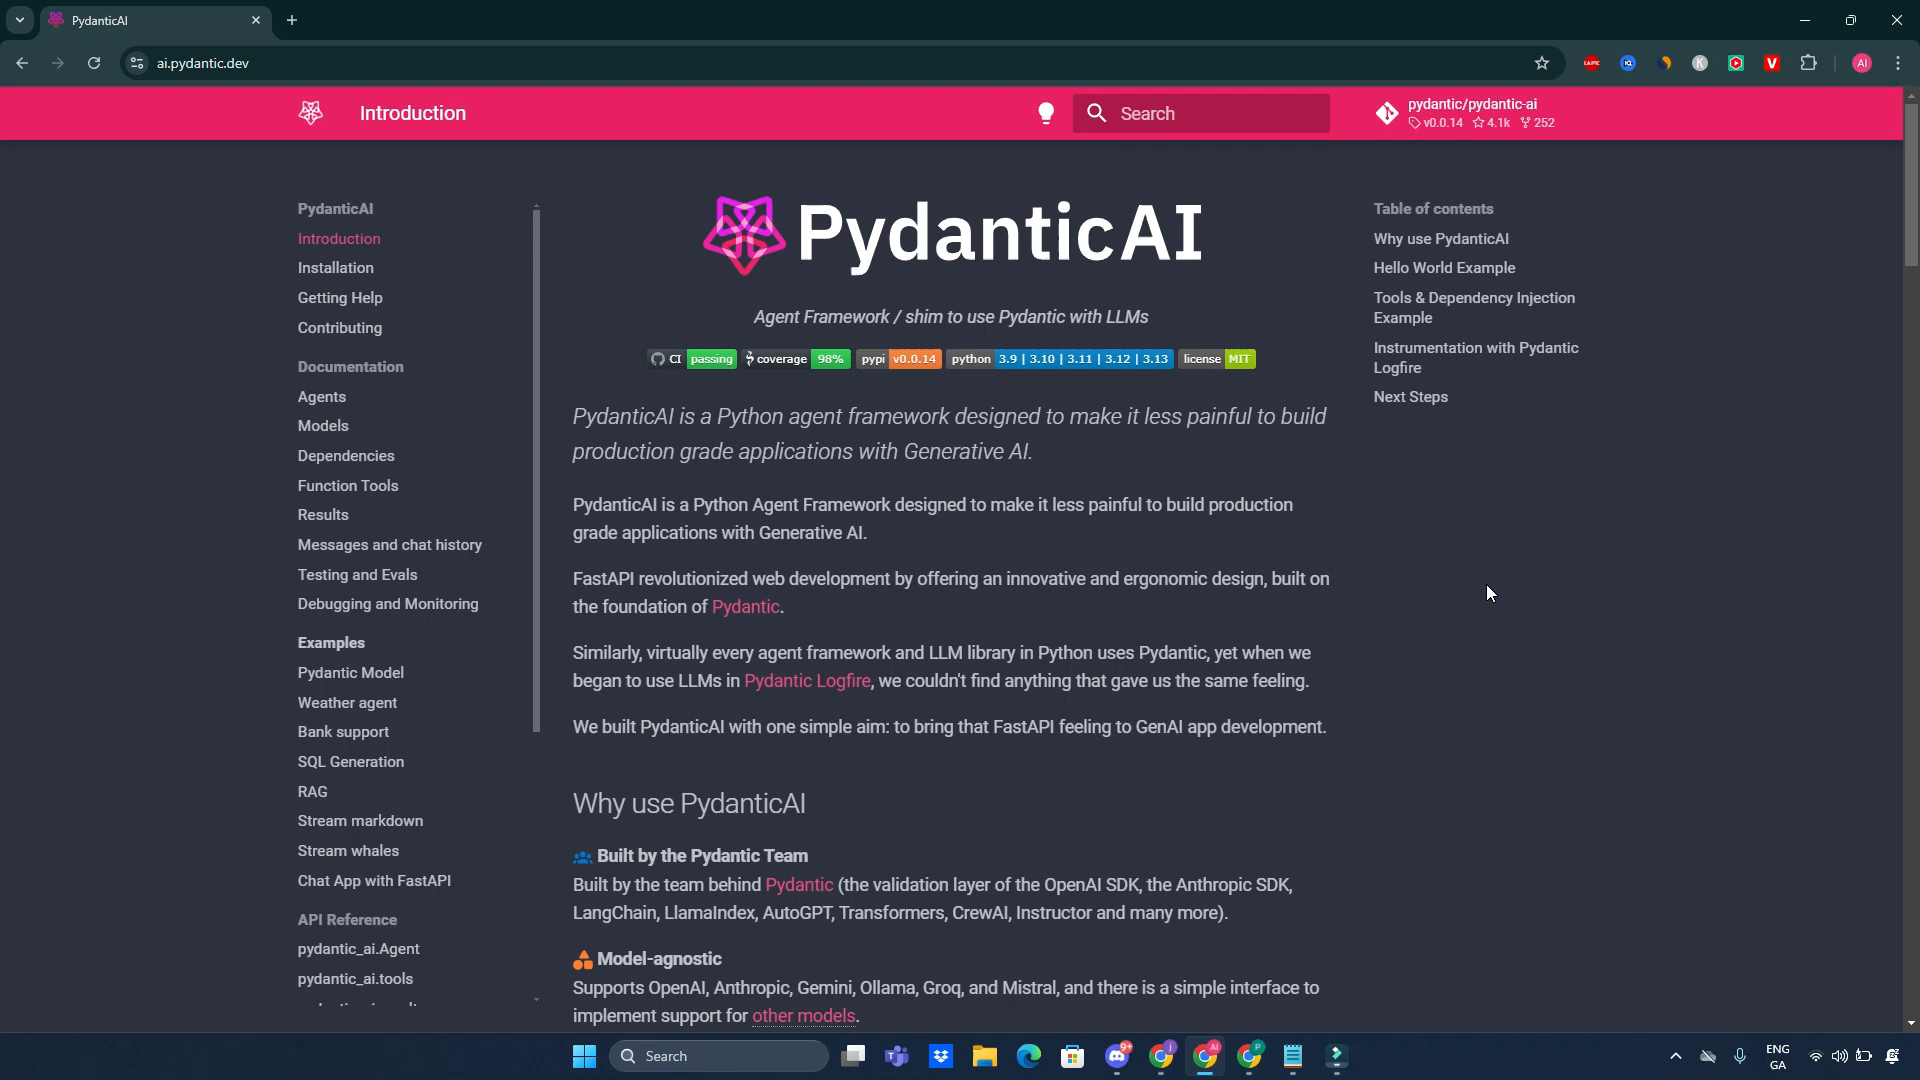 PydanticAI
ai.pydantic.dev
AI
Introduction
Search
pydantic/pydantic-ai
v0.0.14 4.1k 252
PydanticAI
Introduction
Installation
Getting Help
Contributing
Documentation
Agents
Models
Dependencies
Function Tools
Results
Messages and chat history
Testing and Evals
Debugging and Monitoring
Examples
Pydantic Model
Weather agent
Bank support
SQL Generation
RAG
Stream markdown
Stream whales
Chat App with FastAPI
API Reference
pydantic_ai.Agent
pydantic_ai.tools
PydanticAI
Agent Framework / shim to use Pydantic with LLMs
CI passing coverage 98% pypi v0.0.14 python 3.9 | 3.10 | 3.11 | 3.12 | 3.13 license MIT
PydanticAI is a Python agent framework designed to make it less painful to build
production grade applications with Generative AI.
PydanticAI is a Python Agent Framework designed to make it less painful to build production
grade applications with Generative AI.
FastAPI revolutionized web development by offering an innovative and ergonomic design, built on
the foundation of Pydantic.
Similarly, virtually every agent framework and LLM library in Python uses Pydantic, yet when we
began to use LLMs in Pydantic Logfire, we couldn't find anything that gave us the same feeling.
We built PydanticAI with one simple aim: to bring that FastAPI feeling to GenAI app development.
Why use PydanticAI
Built by the Pydantic Team
Built by the team behind Pydantic (the validation layer of the OpenAI SDK, the Anthropic SDK,
LangChain, LlamaIndex, AutoGPT, Transformers, CrewAI, Instructor and many more).
Model-agnostic
Supports OpenAI, Anthropic, Gemini, Ollama, Groq, and Mistral, and there is a simple interface to
implement support for other models.
Table of contents
Why use PydanticAI
Hello World Example
Tools & Dependency Injection
Example
Instrumentation with Pydantic
Logfire
Next Steps
Search
9+
ENG
GA